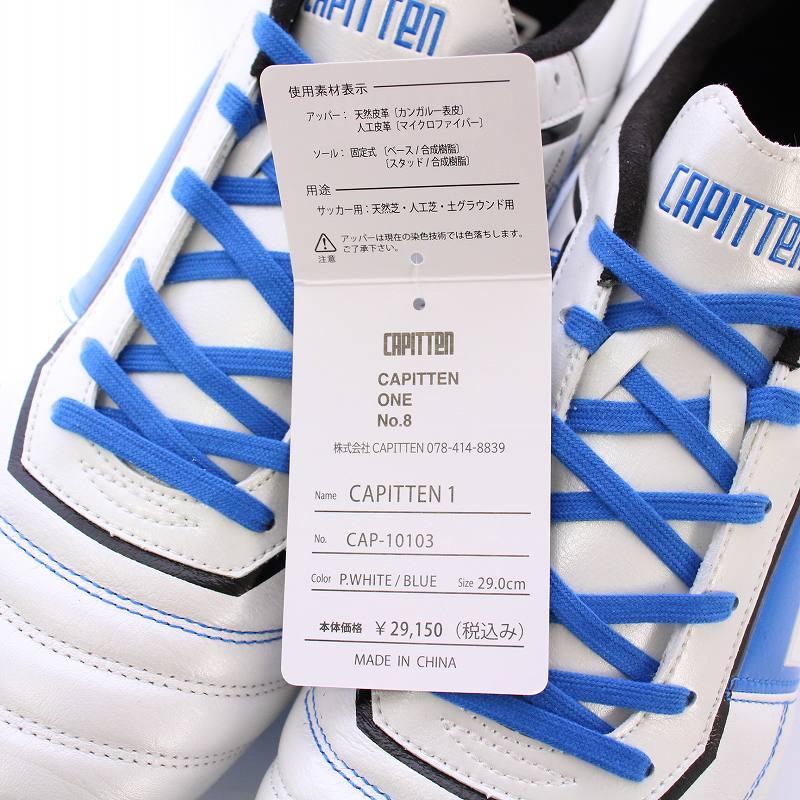 CAPITTEN
CAPITTEN
使用素材表示
アッパー：天然皮革〔カンガルー表皮〕
人工皮革〔マイクロファイバー〕
ソール：固定式〔ベース/合成樹脂〕
〔スタッド/合成樹脂〕
用途
サッカー用：天然芝・人工芝・土グラウンド用
注意
アッパーは現在の染色技術では色落ちします。
ご了承下さい。
CAPITTEN
CAPITTEN
ONE
No.8
株式会社 CAPITTEN 078-414-8839
Name CAPITTEN 1
No. CAP-10103
Color P.WHITE / BLUE Size 29.0cm
本体価格 ￥29,150（税込み）
MADE IN CHINA